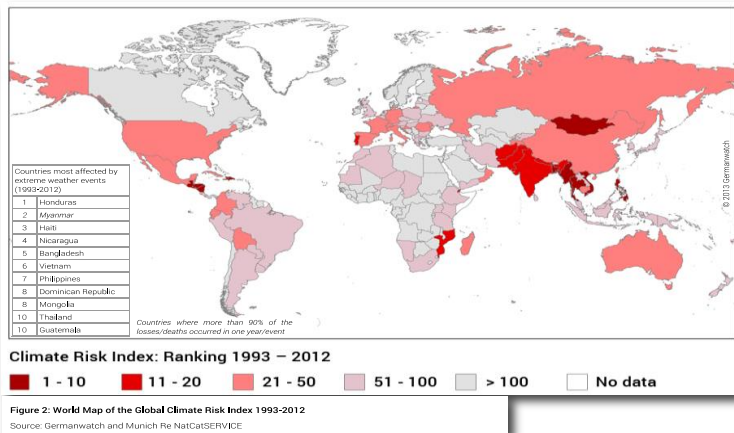 Countries most affected by
extreme weather events
(1993-2012)
1 Honduras
2 Myanmar
3 Haiti
4 Nicaragua
5 Bangladesh
6 Vietnam
7 Philippines
8 Dominican Republic
8 Mongolia
10 Thailand
10 Guatemala
Countries where more than 90% of the
losses/deaths occurred in one year/event
© 2013 Germanwatch
Climate Risk Index: Ranking 1993 – 2012
1 - 10 11 - 20 21 - 50 51 - 100 > 100 No data
Figure 2: World Map of the Global Climate Risk Index 1993-2012
Source: Germanwatch and Munich Re NatCatSERVICE